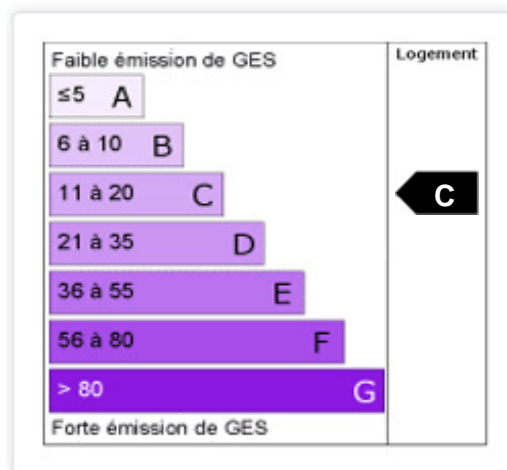 Faible émission de GES
Logement
≤5 A
6 à 10 B
11 à 20 C
C
21 à 35 D
36 à 55 E
56 à 80 F
> 80 G
Forte émission de GES